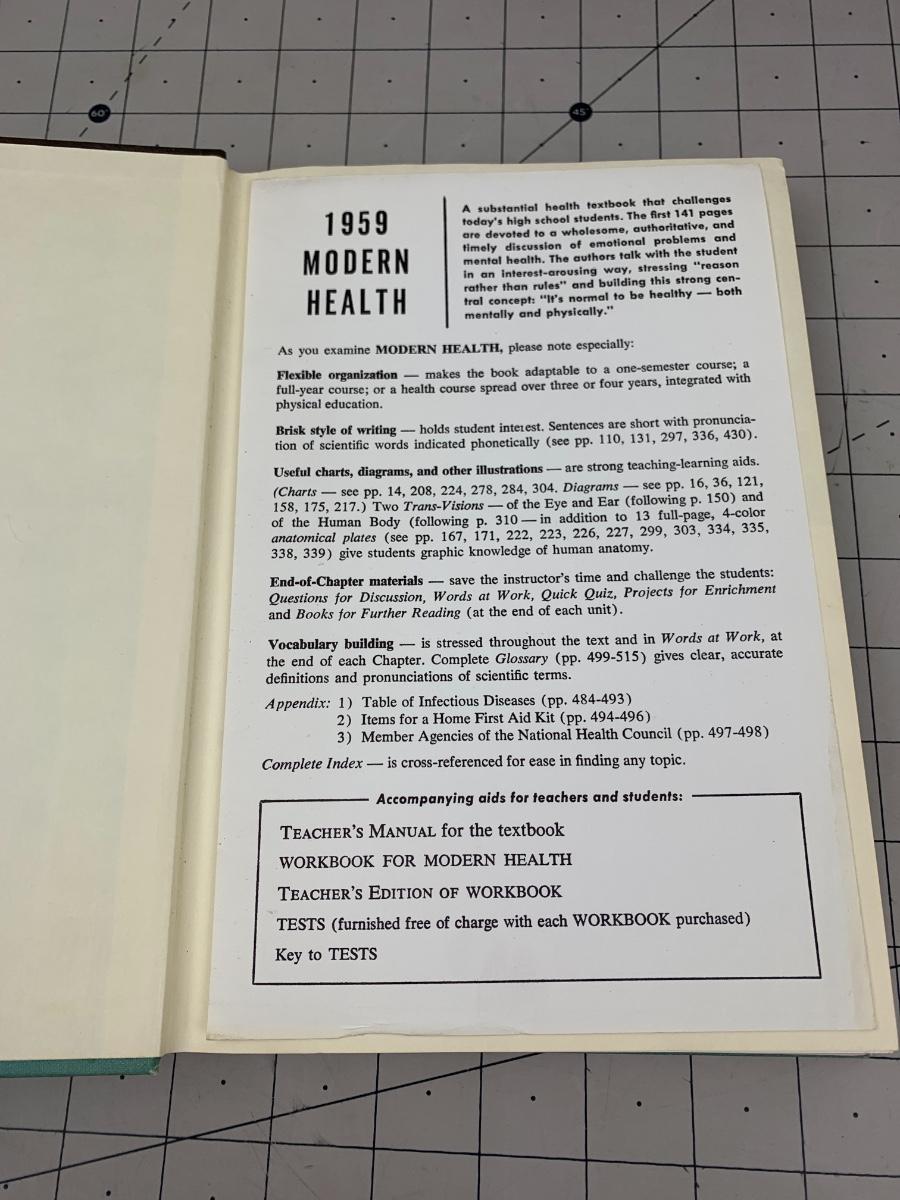 60°
45°
1959
MODERN
HEALTH
A substantial health textbook that challenges
today's high school students. The first 141 pages
are devoted to a wholesome, authoritative, and
timely discussion of emotional problems and
mental health. The authors talk with the student
in an interest-arousing way, stressing "reason
rather than rules" and building this strong cen-
tral concept: "It's normal to be healthy — both
mentally and physically."
As you examine MODERN HEALTH, please note especially:
Flexible organization — makes the book adaptable to a one-semester course; a
full-year course; or a health course spread over three or four years, integrated with
physical education.
Brisk style of writing — holds student interest. Sentences are short with pronuncia-
tion of scientific words indicated phonetically (see pp. 110, 131, 297, 336, 430).
Useful charts, diagrams, and other illustrations — are strong teaching-learning aids.
(Charts — see pp. 14, 208, 224, 278, 284, 304. Diagrams — see pp. 16, 36, 121,
158, 175, 217.) Two Trans-Visions — of the Eye and Ear (following p. 150) and
of the Human Body (following p. 310 — in addition to 13 full-page, 4-color
anatomical plates (see pp. 167, 171, 222, 223, 226, 227, 299, 303, 334, 335,
338, 339) give students graphic knowledge of human anatomy.
End-of-Chapter materials — save the instructor's time and challenge the students:
Questions for Discussion, Words at Work, Quick Quiz, Projects for Enrichment
and Books for Further Reading (at the end of each unit).
Vocabulary building — is stressed throughout the text and in Words at Work, at
the end of each Chapter. Complete Glossary (pp. 499-515) gives clear, accurate
definitions and pronunciations of scientific terms.
Appendix: 1) Table of Infectious Diseases (pp. 484-493)
2) Items for a Home First Aid Kit (pp. 494-496)
3) Member Agencies of the National Health Council (pp. 497-498)
Complete Index — is cross-referenced for ease in finding any topic.
Accompanying aids for teachers and students:
TEACHER'S MANUAL for the textbook
WORKBOOK FOR MODERN HEALTH
TEACHER'S EDITION OF WORKBOOK
TESTS (furnished free of charge with each WORKBOOK purchased)
Key to TESTS